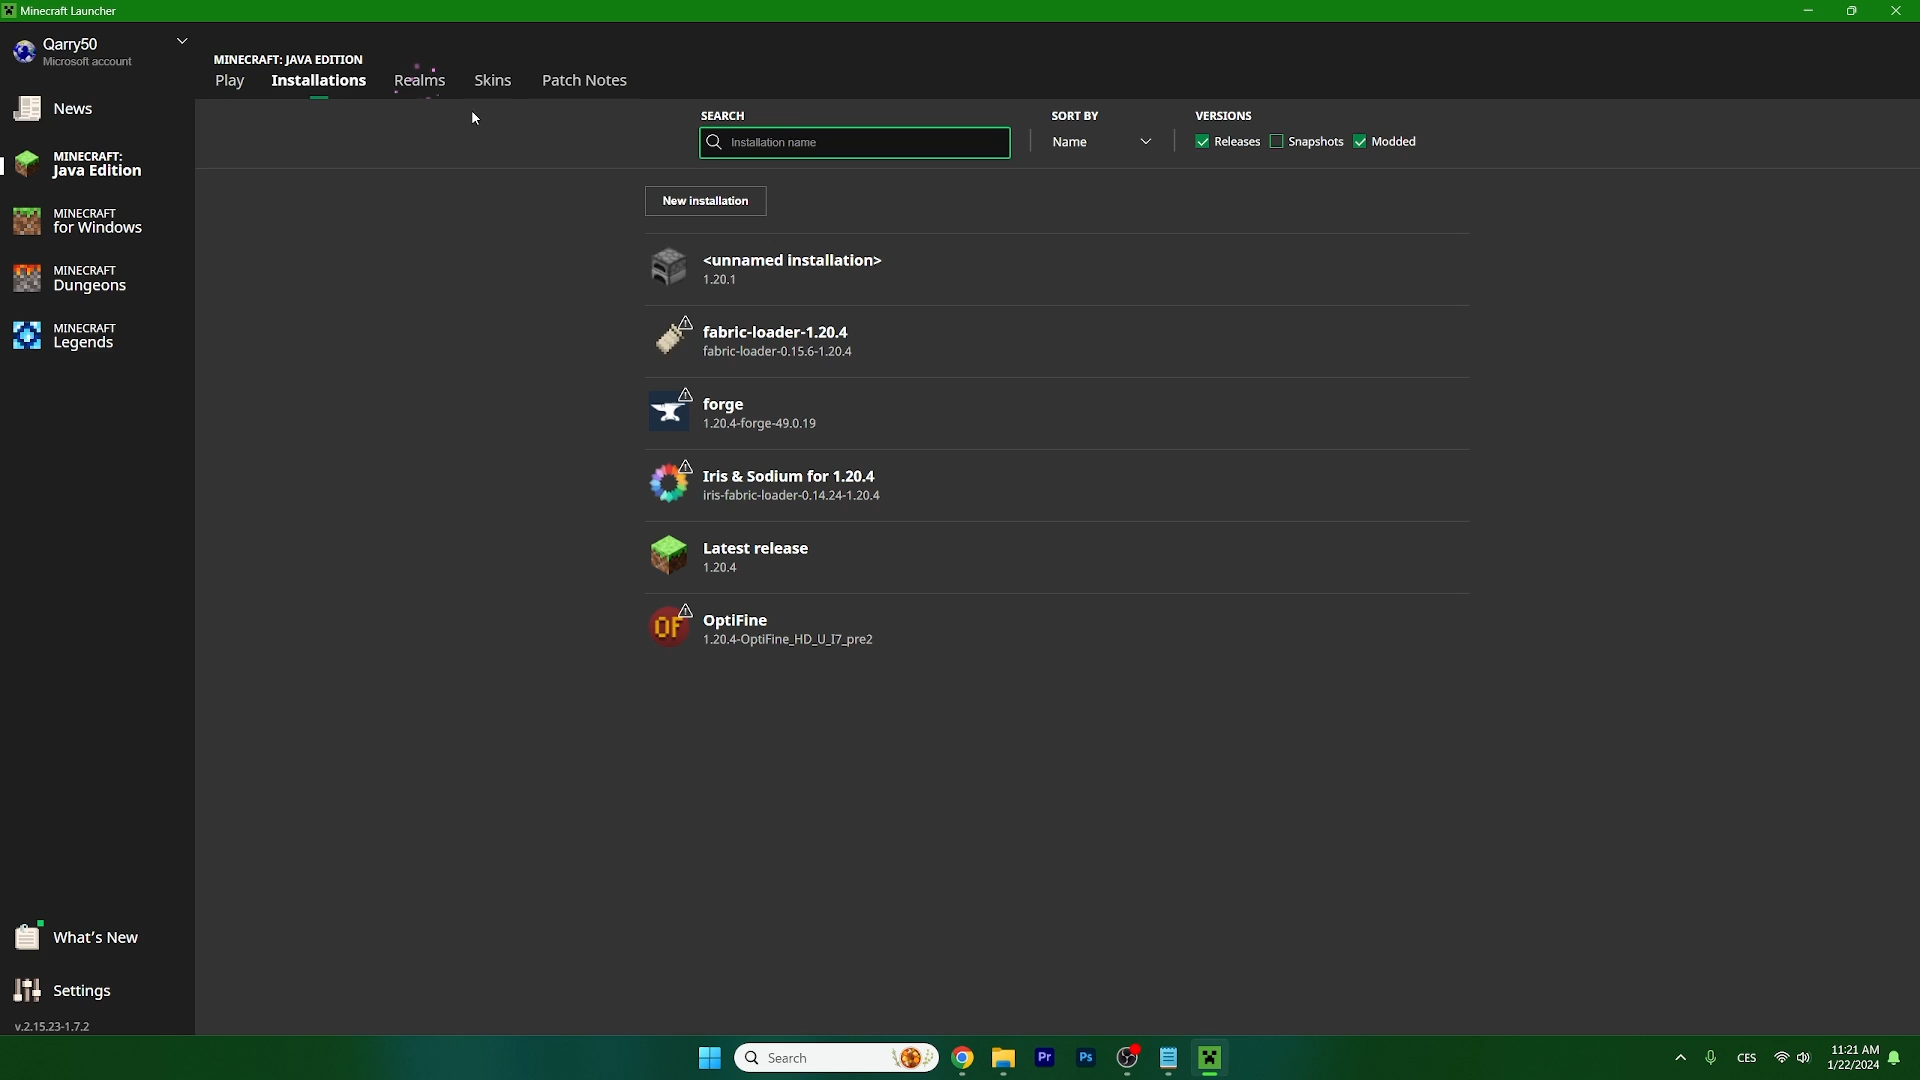 Minecraft Launcher
Qarry50
Microsoft account
News
MINECRAFT:
Java Edition
MINECRAFT
for Windows
MINECRAFT
Dungeons
MINECRAFT
Legends
What's New
Settings
v.2.15.23-1.7.2
MINECRAFT: JAVA EDITION
Play Installations Realms Skins Patch Notes
SEARCH SORT BY VERSIONS
Installation name Name Releases Snapshots Modded
New installation
<unnamed installation>
1.20.1
fabric-loader-1.20.4
fabric-loader-0.15.6-1.20.4
forge
1.20.4-forge-49.0.19
Iris & Sodium for 1.20.4
iris-fabric-loader-0.14.24-1.20.4
Latest release
1.20.4
OF
OptiFine
1.20.4-OptiFine_HD_U_I7_pre2
Search
Pr
Ps
CES
11:21 AM
1/22/2024